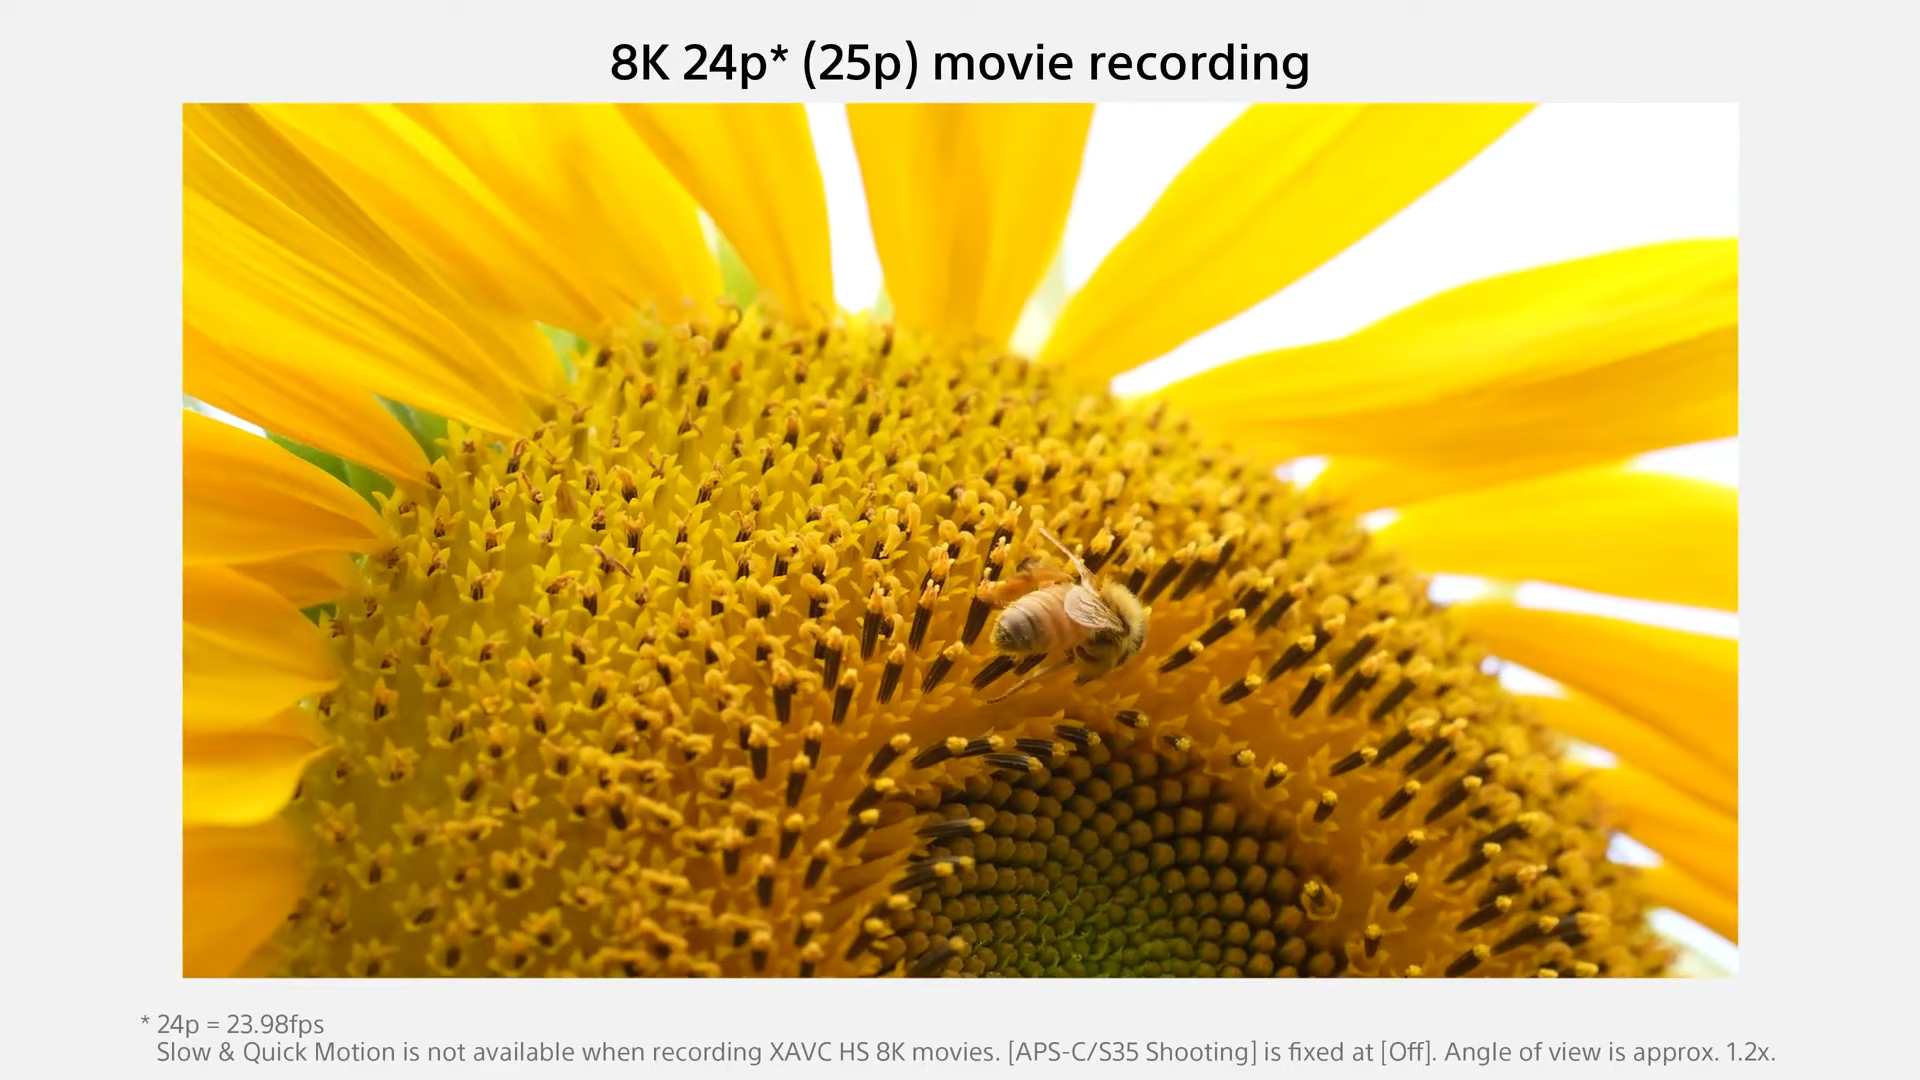 8K 24p* (25p) movie recording
* 24p = 23.98fps
Slow & Quick Motion is not available when recording XAVC HS 8K movies. [APS-C/S35 Shooting] is fixed at [Off]. Angle of view is approx. 1.2x.